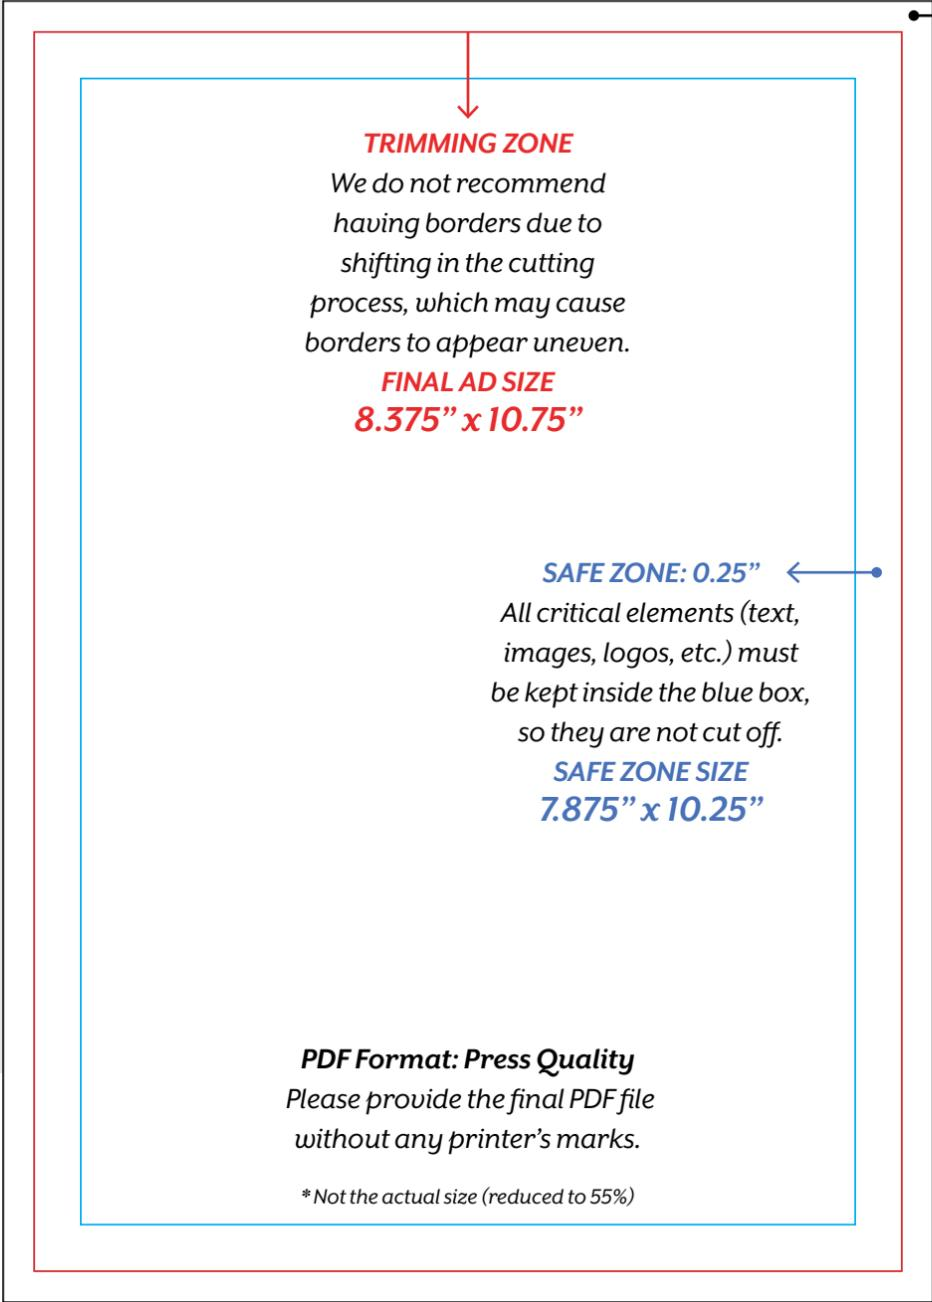 TRIMMING ZONE
We do not recommend
having borders due to
shifting in the cutting
process, which may cause
borders to appear uneven.
FINAL AD SIZE
8.375” x 10.75”
SAFE ZONE: 0.25”
All critical elements (text,
images, logos, etc.) must
be kept inside the blue box,
so they are not cut off.
SAFE ZONE SIZE
7.875” x 10.25”
PDF Format: Press Quality
Please provide the final PDF file
without any printer’s marks.
*Not the actual size (reduced to 55%)